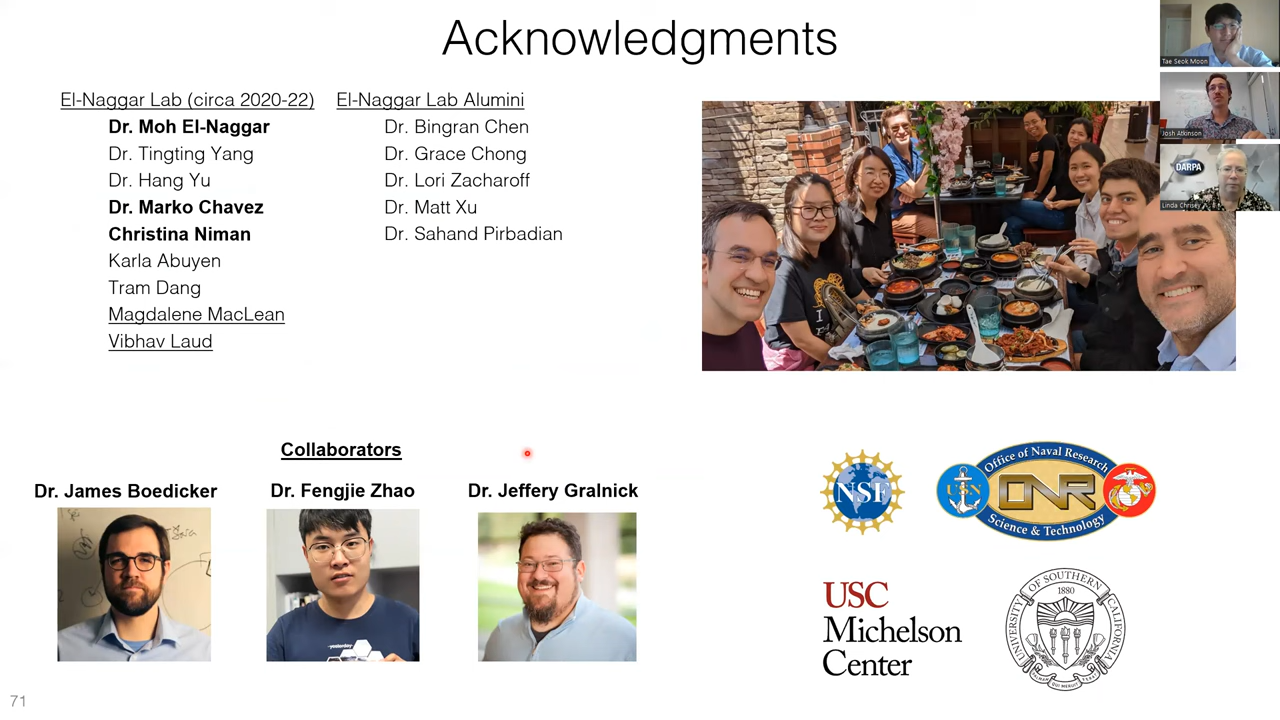 Acknowledgments
El-Naggar Lab (circa 2020-22)
Dr. Moh El-Naggar
Dr. Tingting Yang
Dr. Hang Yu
Dr. Marko Chavez
Christina Niman
Karla Abuyen
Tram Dang
Magdalene MacLean
Vibhav Laud
El-Naggar Lab Alumini
Dr. Bingran Chen
Dr. Grace Chong
Dr. Lori Zacharoff
Dr. Matt Xu
Dr. Sahand Pirbadian
Tae Seok Moon
Josh Atkinson
DARPA
Linda Chrisey
Collaborators
Dr. James Boedicker
Dr. Fengjie Zhao
Dr. Jeffery Gralnick
yesterday
NSF
Office of Naval Research
USN
ONR
Science & Technology
USC
Michelson
Center
UNIVERSITY OF SOUTHERN CALIFORNIA
1880
71